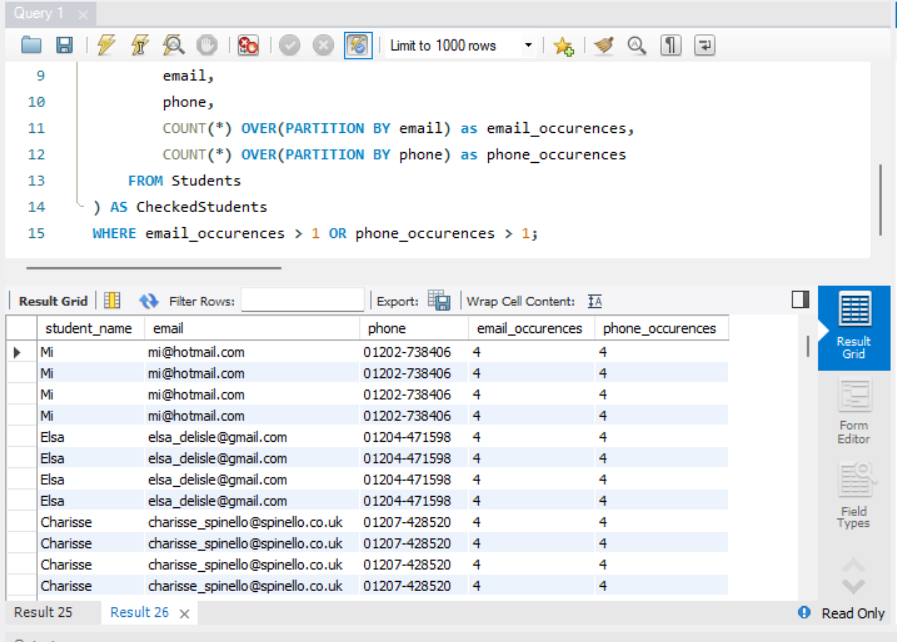 Query 1
Limit to 1000 rows
9 email,
10 phone,
11 COUNT(*) OVER(PARTITION BY email) as email_occurences,
12 COUNT(*) OVER(PARTITION BY phone) as phone_occurences
13 FROM Students
14 ) AS CheckedStudents
15 WHERE email_occurences > 1 OR phone_occurences > 1;
Result Grid Filter Rows: Export: Wrap Cell Content: IA
student_name email phone email_occurences phone_occurences
Mi mi@hotmail.com 01202-738406 4 4
Mi mi@hotmail.com 01202-738406 4 4
Mi mi@hotmail.com 01202-738406 4 4
Mi mi@hotmail.com 01202-738406 4 4
Elsa elsa_delisle@gmail.com 01204-471598 4 4
Elsa elsa_delisle@gmail.com 01204-471598 4 4
Elsa elsa_delisle@gmail.com 01204-471598 4 4
Elsa elsa_delisle@gmail.com 01204-471598 4 4
Charisse charisse_spinello@spinello.co.uk 01207-428520 4 4
Charisse charisse_spinello@spinello.co.uk 01207-428520 4 4
Charisse charisse_spinello@spinello.co.uk 01207-428520 4 4
Charisse charisse_spinello@spinello.co.uk 01207-428520 4 4
Result
Grid
Form
Editor
Field
Types
Result 25 Result 26 Read Only